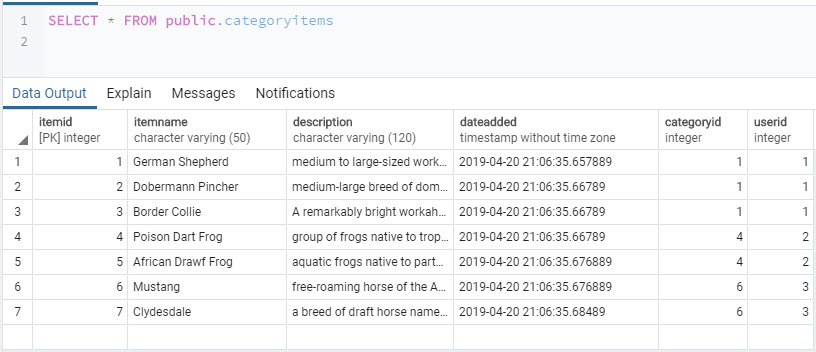 1 SELECT * FROM public.categoryitems
2
Data Output Explain Messages Notifications
itemid itemname description dateadded categoryid userid
[PK] integer character varying (50) character varying (120) timestamp without time zone integer integer
1 1 German Shepherd medium to large-sized work... 2019-04-20 21:06:35.657889 1 1
2 2 Dobermann Pincher medium-large breed of dom... 2019-04-20 21:06:35.66789 1 1
3 3 Border Collie A remarkably bright workah... 2019-04-20 21:06:35.66789 1 1
4 4 Poison Dart Frog group of frogs native to trop... 2019-04-20 21:06:35.66789 4 2
5 5 African Drawf Frog aquatic frogs native to part... 2019-04-20 21:06:35.676889 4 2
6 6 Mustang free-roaming horse of the A... 2019-04-20 21:06:35.676889 6 3
7 7 Clydesdale a breed of draft horse name... 2019-04-20 21:06:35.68489 6 3